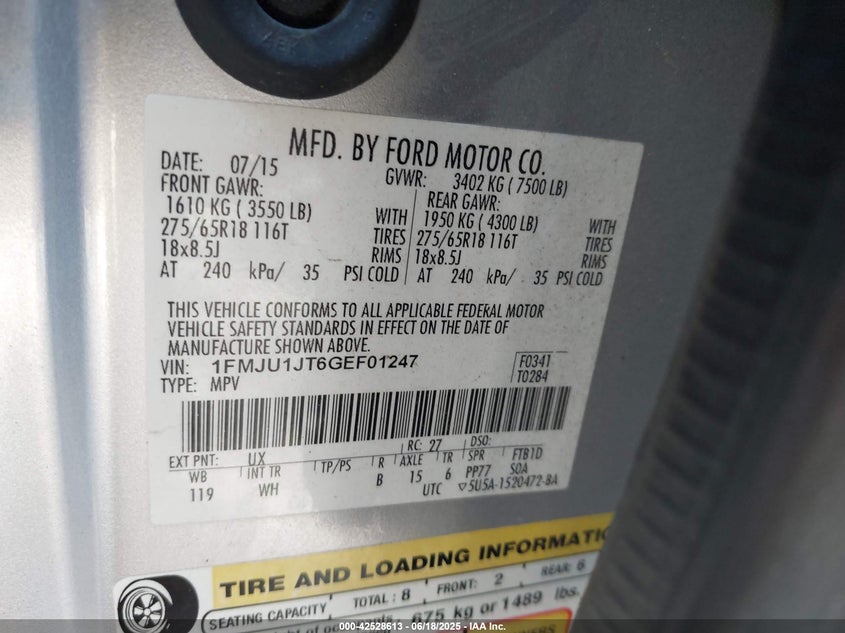 MFD. BY FORD MOTOR CO.
DATE: 07/15 GVWR: 3402 KG ( 7500 LB)
FRONT GAWR: REAR GAWR:
1610 KG ( 3550 LB) WITH 1950 KG ( 4300 LB) WITH
275/65R18 116T TIRES 275/65R18 116T TIRES
18x8.5J RIMS 18x8.5J RIMS
AT 240 kPa/ 35 PSI COLD AT 240 kPa/ 35 PSI COLD
THIS VEHICLE CONFORMS TO ALL APPLICABLE FEDERAL MOTOR
VEHICLE SAFETY STANDARDS IN EFFECT ON THE DATE OF
MANUFACTURE SHOWN ABOVE.
VIN: 1FMJU1JT6GEF01247 F0341
TYPE: MPV T0284
EXT PNT: UX RC: 27 DSO:
WB INT TR TP/PS R AXLE TR SPR FTB1D
119 WH B 15 6 PP77 SOA
UTC ▽5U5A-1520472-BA
TIRE AND LOADING INFORMATIO
SEATING CAPACITY TOTAL: 8 FRONT: 2 REAR: 6
675 kg or 1489 lbs.
000-42528613 - 06/18/2025 - IAA Inc.